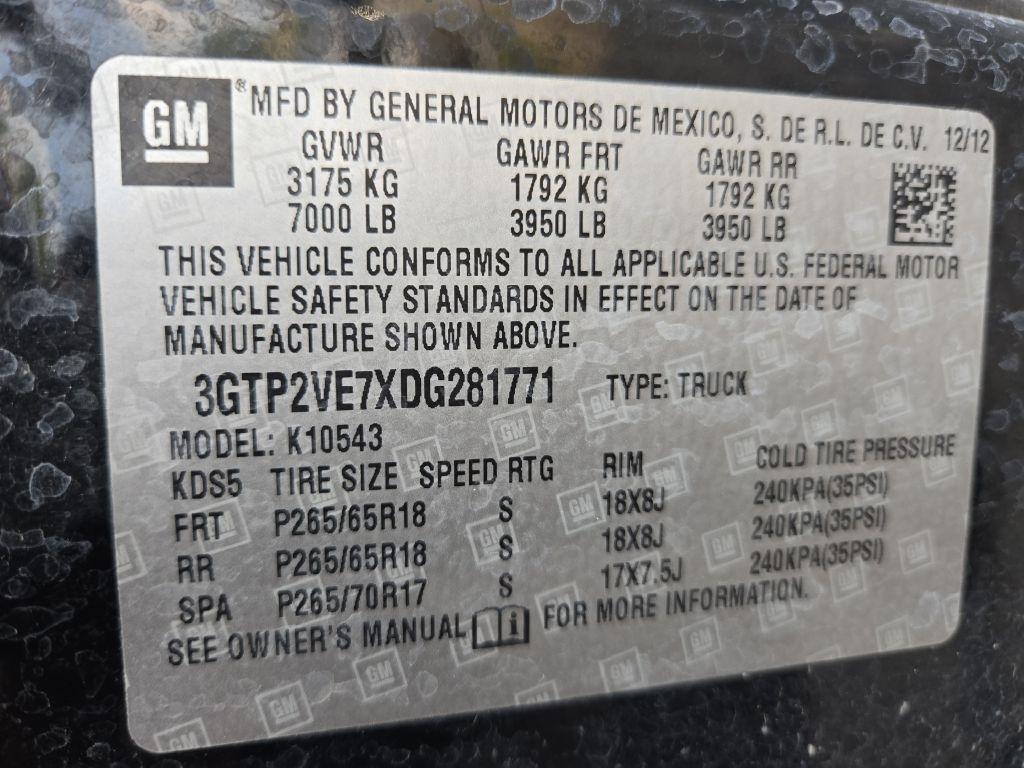 GM ® MFD BY GENERAL MOTORS DE MEXICO, S. DE R.L. DE C.V. 12/12
GVWR GAWR FRT GAWR RR
3175 KG 1792 KG 1792 KG
7000 LB 3950 LB 3950 LB
THIS VEHICLE CONFORMS TO ALL APPLICABLE U.S. FEDERAL MOTOR
VEHICLE SAFETY STANDARDS IN EFFECT ON THE DATE OF
MANUFACTURE SHOWN ABOVE.
3GTP2VE7XDG281771 TYPE: TRUCK
MODEL: K10543
KDS5 TIRE SIZE SPEED RTG RIM COLD TIRE PRESSURE
FRT P265/65R18 S 18X8J 240KPA(35PSI)
RR P265/65R18 S 18X8J 240KPA(35PSI)
SPA P265/70R17 S 17X7.5J 240KPA(35PSI)
SEE OWNER'S MANUAL i FOR MORE INFORMATION.